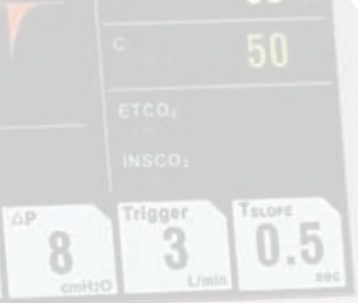 C
50
ETCO₂
INSCO₂
ΔP
8
cmH₂O
Trigger
3
L/min
TSLOPE
0.5
sec